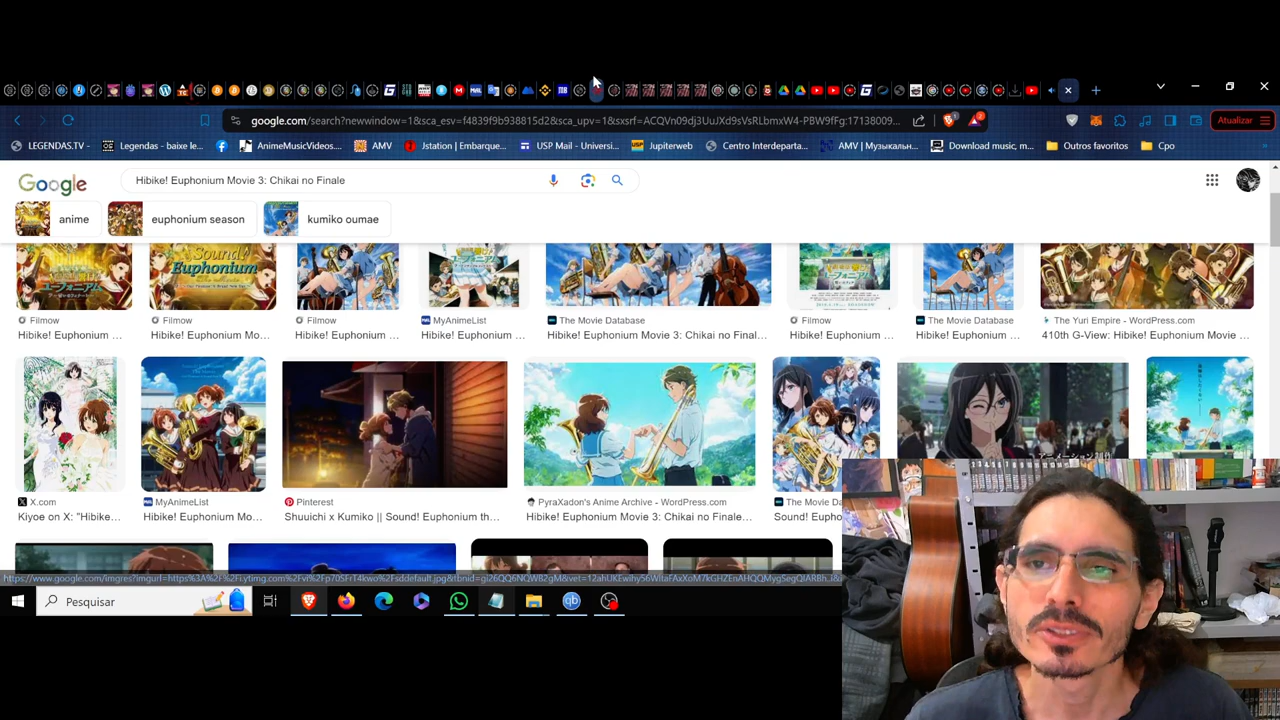 google.com/search?newwindow=1&sca_esv=f4839f9b938815d2&sca_upv=1&sxsrf=ACQVn09dj3UuJXd9sVsRLbmxW4-PBW9fFg:17138009...
Atualizar
LEGENDAS.TV -
Legendas - baixe le...
AnimeMusicVideos....
AMV
Jstation | Embarque...
USP Mail - Universi...
Jupiterweb
Centro Interdeparta...
AMV | Музыкальн...
Download music, m...
Outros favoritos
Cpo
Google
Hibike! Euphonium Movie 3: Chikai no Finale
anime
euphonium season
kumiko oumae
Sound!
Euphonium
Filmow
Filmow
Filmow
MyAnimeList
The Movie Database
Filmow
The Movie Database
The Yuri Empire - WordPress.com
Hibike! Euphonium ...
Hibike! Euphonium Mo...
Hibike! Euphonium ...
Hibike! Euphonium ...
Hibike! Euphonium Movie 3: Chikai no Final...
Hibike! Euphonium ...
Hibike! Euphonium ...
410th G-View: Hibike! Euphonium Movie ...
X.com
MyAnimeList
Pinterest
PyraXadon's Anime Archive - WordPress.com
The Movie Da
Kiyoe on X: "Hibike...
Hibike! Euphonium Mo...
Shuuichi x Kumiko || Sound! Euphonium th...
Hibike! Euphonium Movie 3: Chikai no Finale...
Sound! Eupho
Pesquisar